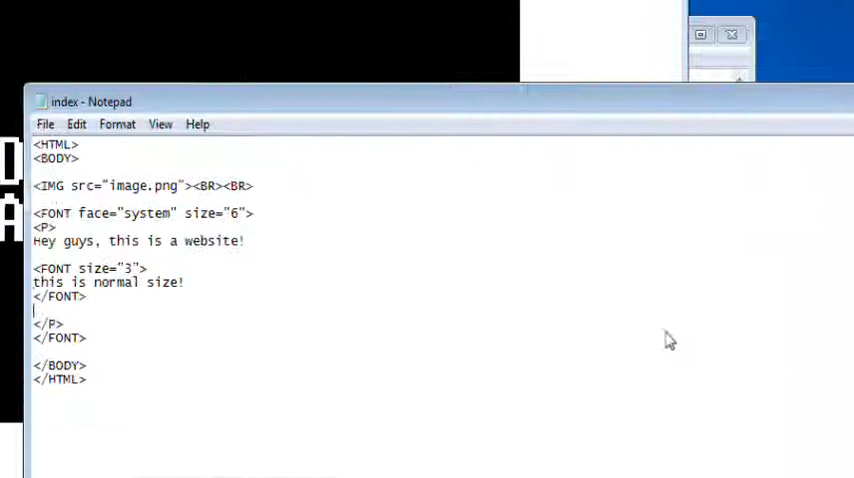 index - Notepad
File Edit Format View Help
<HTML>
<BODY>
<IMG src="image.png"><BR><BR>
<FONT face="system" size="6">
<P>
Hey guys, this is a website!
<FONT size="3">
this is normal size!
</FONT>
</P>
</FONT>
</BODY>
</HTML>